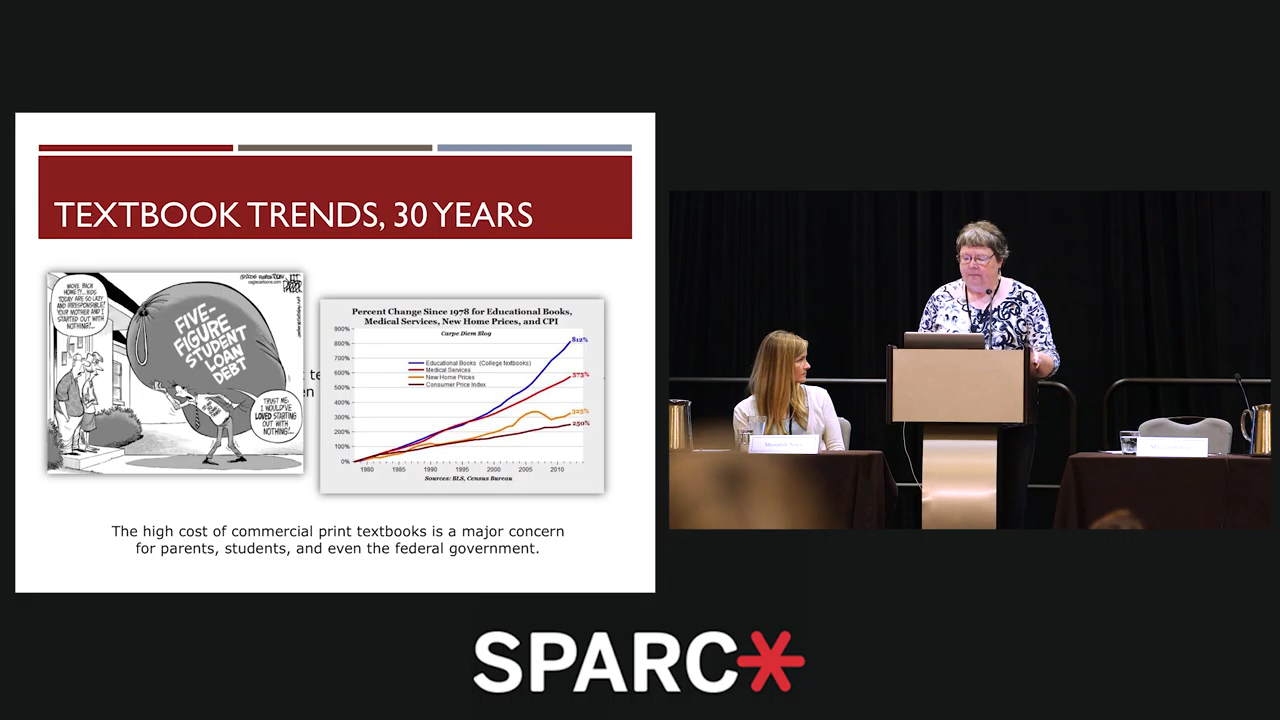 TEXTBOOK TRENDS, 30 YEARS
MOVE BACK
HOME??...KIDS
TODAY ARE SO LAZY
AND IRRESPONSIBLE!
YOUR MOTHER AND I
STARTED OUT WITH
NOTHING!...
caglecartoons.com
FIVE-
FIGURE
STUDENT
LOAN
DEBT
TRUST ME,
I WOULD'VE
LOVED STARTING
OUT WITH
NOTHING!...
Percent Change Since 1978 for Educational Books,
Medical Services, New Home Prices, and CPI
Carpe Diem Blog
800%
700%
600%
500%
400%
300%
200%
100%
0%
Educational Books (College textbooks)
Medical Services
New Home Prices
Consumer Price Index
812%
575%
325%
250%
1980 1985 1990 1995 2000 2005 2010
Sources: BLS, Census Bureau
The high cost of commercial print textbooks is a major concern
for parents, students, and even the federal government.
SPARC